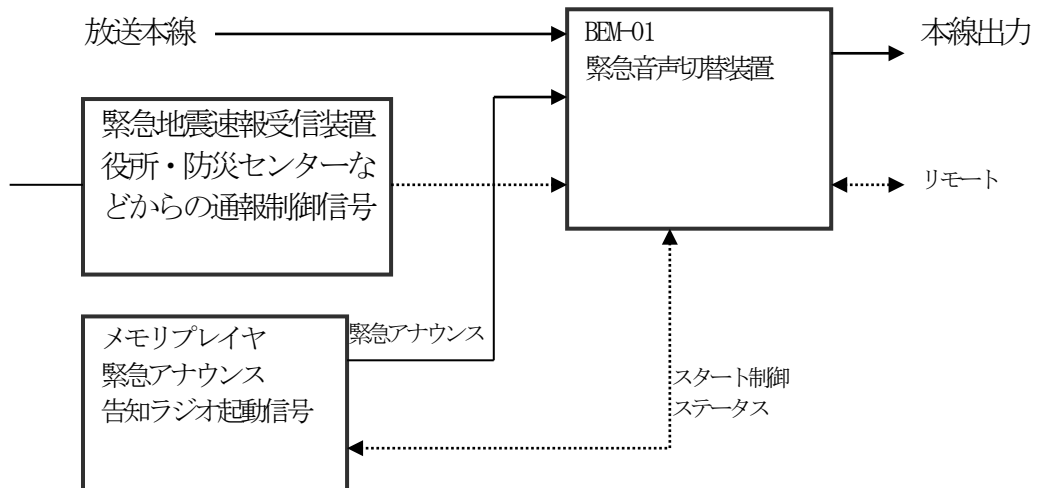 放送本線
BEM-01
緊急音声切替装置
本線出力
緊急地震速報受信装置
役所・防災センターな
どからの通報制御信号
リモート
メモリプレイヤ
緊急アナウンス
告知ラジオ起動信号
緊急アナウンス
スタート制御
ステータス